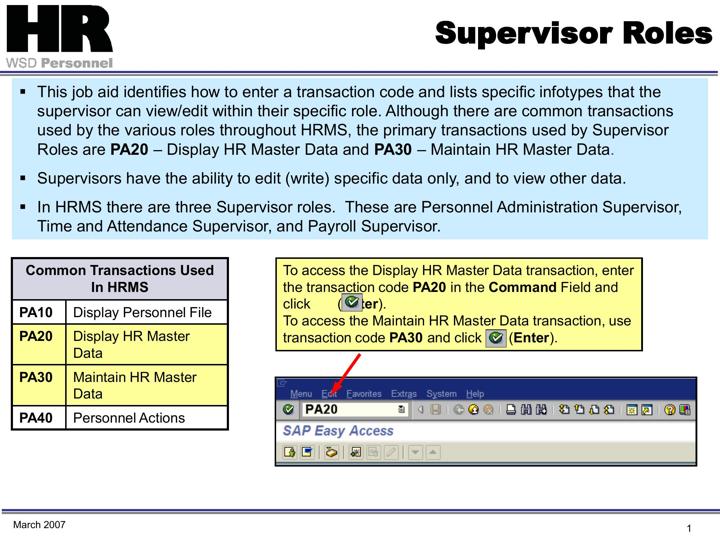 HR
WSD Personnel
Supervisor Roles
▪ This job aid identifies how to enter a transaction code and lists specific infotypes that the
supervisor can view/edit within their specific role. Although there are common transactions
used by the various roles throughout HRMS, the primary transactions used by Supervisor
Roles are PA20 – Display HR Master Data and PA30 – Maintain HR Master Data.
▪ Supervisors have the ability to edit (write) specific data only, and to view other data.
▪ In HRMS there are three Supervisor roles.  These are Personnel Administration Supervisor,
Time and Attendance Supervisor, and Payroll Supervisor.
Common Transactions Used
In HRMS
PA10 Display Personnel File
PA20 Display HR Master
Data
PA30 Maintain HR Master
Data
PA40 Personnel Actions
To access the Display HR Master Data transaction, enter
the transaction code PA20 in the Command Field and
click (ter).
To access the Maintain HR Master Data transaction, use
transaction code PA30 and click (Enter).
Menu Edit Favorites Extras System Help
PA20
SAP Easy Access
March 2007
1